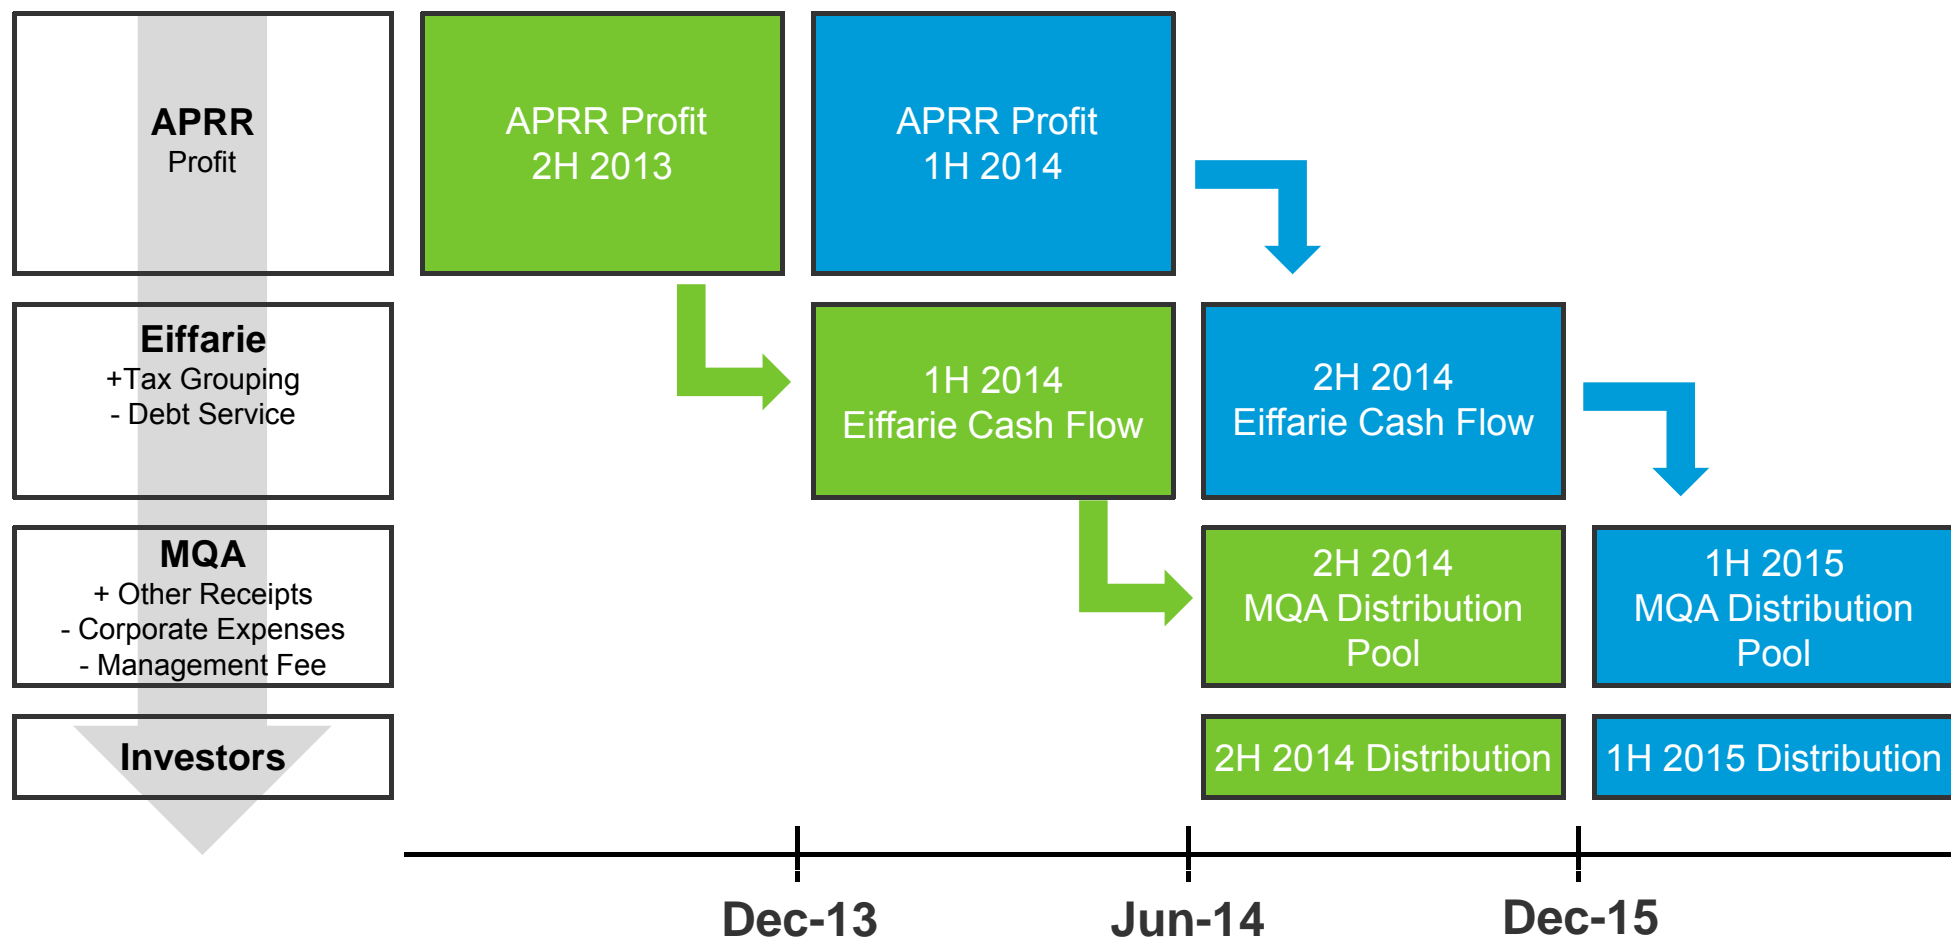 APRR
Profit
APRR Profit
2H 2013
APRR Profit
1H 2014
Eiffarie
+Tax Grouping
- Debt Service
1H 2014
Eiffarie Cash Flow
2H 2014
Eiffarie Cash Flow
MQA
+ Other Receipts
- Corporate Expenses
- Management Fee
2H 2014
MQA Distribution
Pool
1H 2015
MQA Distribution
Pool
Investors
2H 2014 Distribution
1H 2015 Distribution
Dec-13
Jun-14
Dec-15